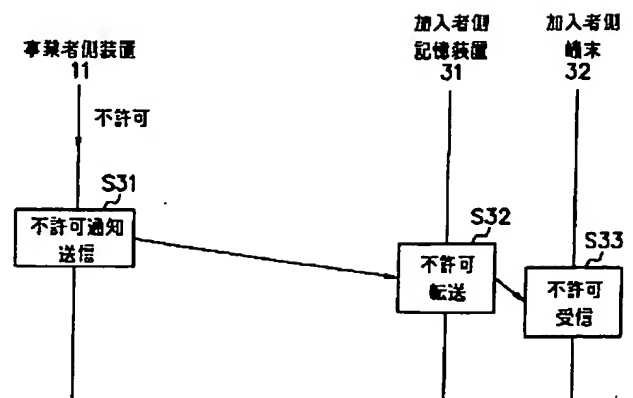 事業者側装置
11
加入者側
記憶装置
31
加入者側
端末
32
不許可
S31
不許可通知
送信
S32
不許可
転送
S33
不許可
受信